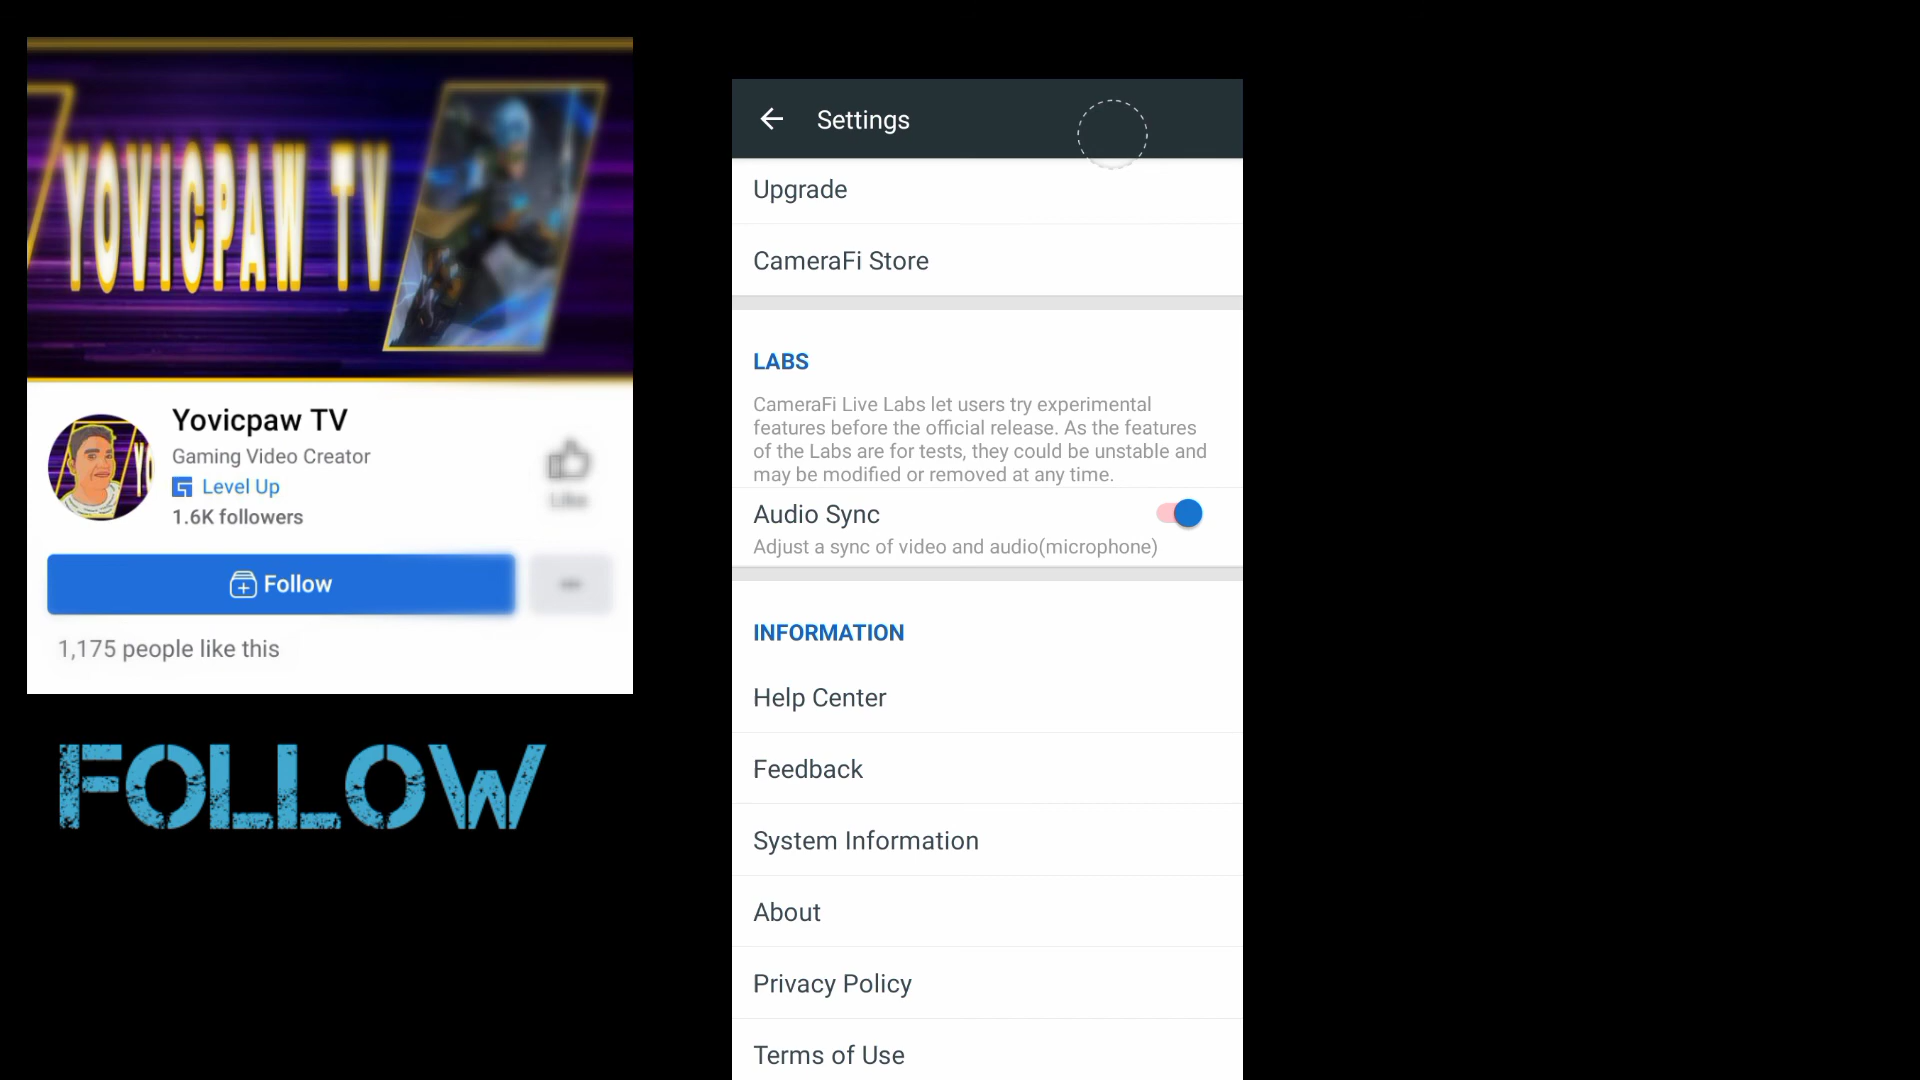 YOVICPAW TV
Yovicpaw TV
Gaming Video Creator
Level Up
1.6K followers
Like
Follow
1,175 people like this
FOLLOW
Settings
Upgrade
CameraFi Store
LABS
CameraFi Live Labs let users try experimental
features before the official release. As the features
of the Labs are for tests, they could be unstable and
may be modified or removed at any time.
Audio Sync
Adjust a sync of video and audio(microphone)
INFORMATION
Help Center
Feedback
System Information
About
Privacy Policy
Terms of Use